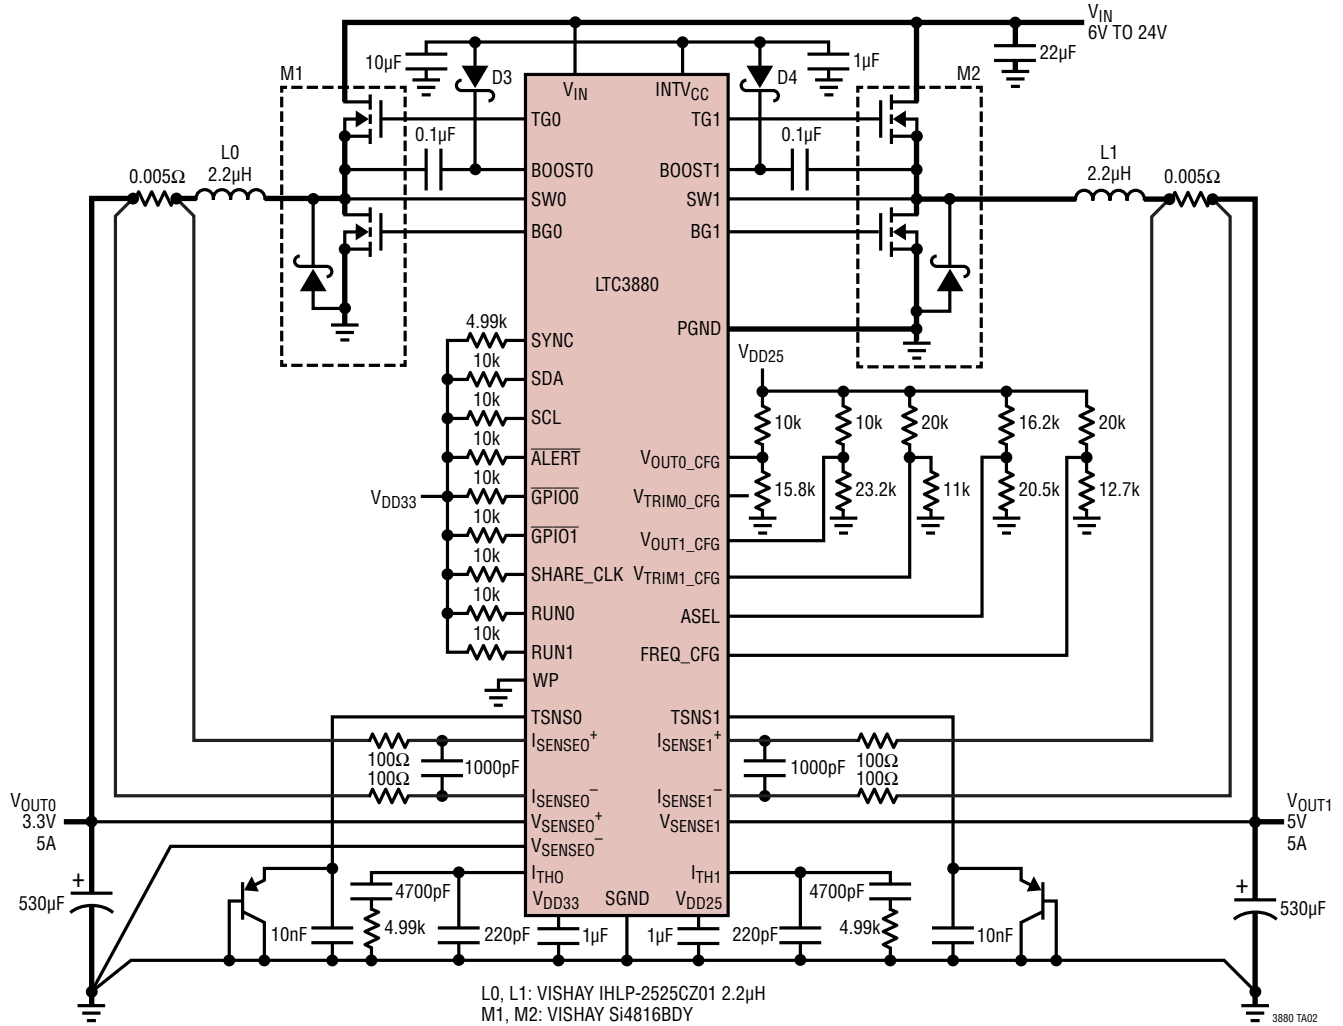 VIN
6V TO 24V
10µF
1µF
22µF
M1
D3
D4
M2
VIN
INTVCC
TG0
TG1
0.1µF
0.1µF
L0
2.2µH
0.005Ω
BOOST0
BOOST1
L1
2.2µH
0.005Ω
SW0
SW1
BG0
BG1
LTC3880
PGND
4.99k
SYNC
10k
SDA
10k
SCL
10k
ALERT
10k
GPIO0
VDD33
10k
GPIO1
10k
SHARE_CLK
10k
RUN0
10k
RUN1
WP
VDD25
10k
10k
20k
16.2k
20k
VOUT0_CFG
15.8k
23.2k
11k
20.5k
12.7k
VTRIM0_CFG
VOUT1_CFG
VTRIM1_CFG
ASEL
FREQ_CFG
TSNS0
TSNS1
ISENSE0+
ISENSE1+
100Ω
100Ω
1000pF
1000pF
100Ω
100Ω
ISENSE0–
ISENSE1–
VOUT0
3.3V
5A
VSENSE0+
VSENSE1
VOUT1
5V
5A
VSENSE0–
ITH0
ITH1
4700pF
4700pF
VDD33
SGND
VDD25
+
530µF
+
530µF
10nF
4.99k
220pF
1µF
1µF
220pF
4.99k
10nF
L0, L1: VISHAY IHLP-2525CZ01 2.2µH
M1, M2: VISHAY Si4816BDY
3880 TA02